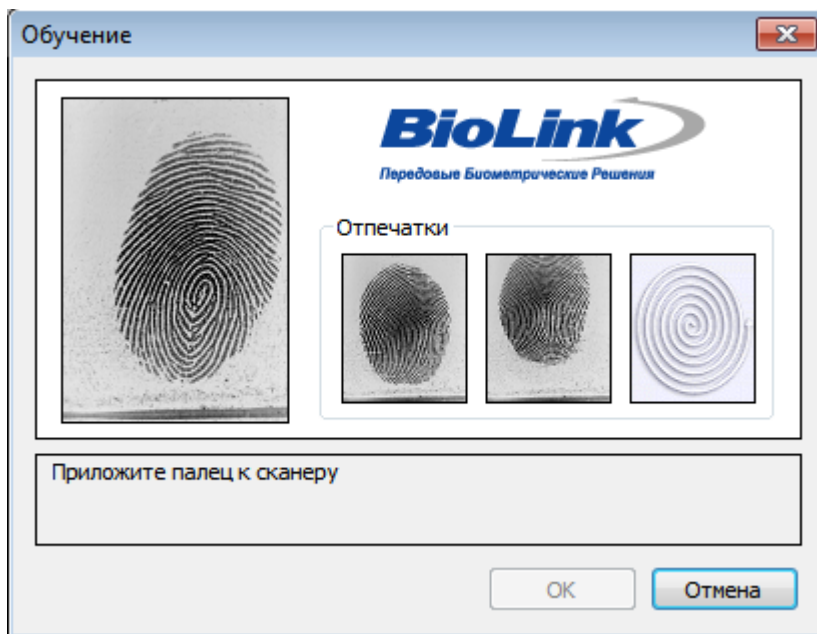 Обучение
BioLink
Передовые Биометрические Решения
Отпечатки
Приложите палец к сканеру
OK
Отмена